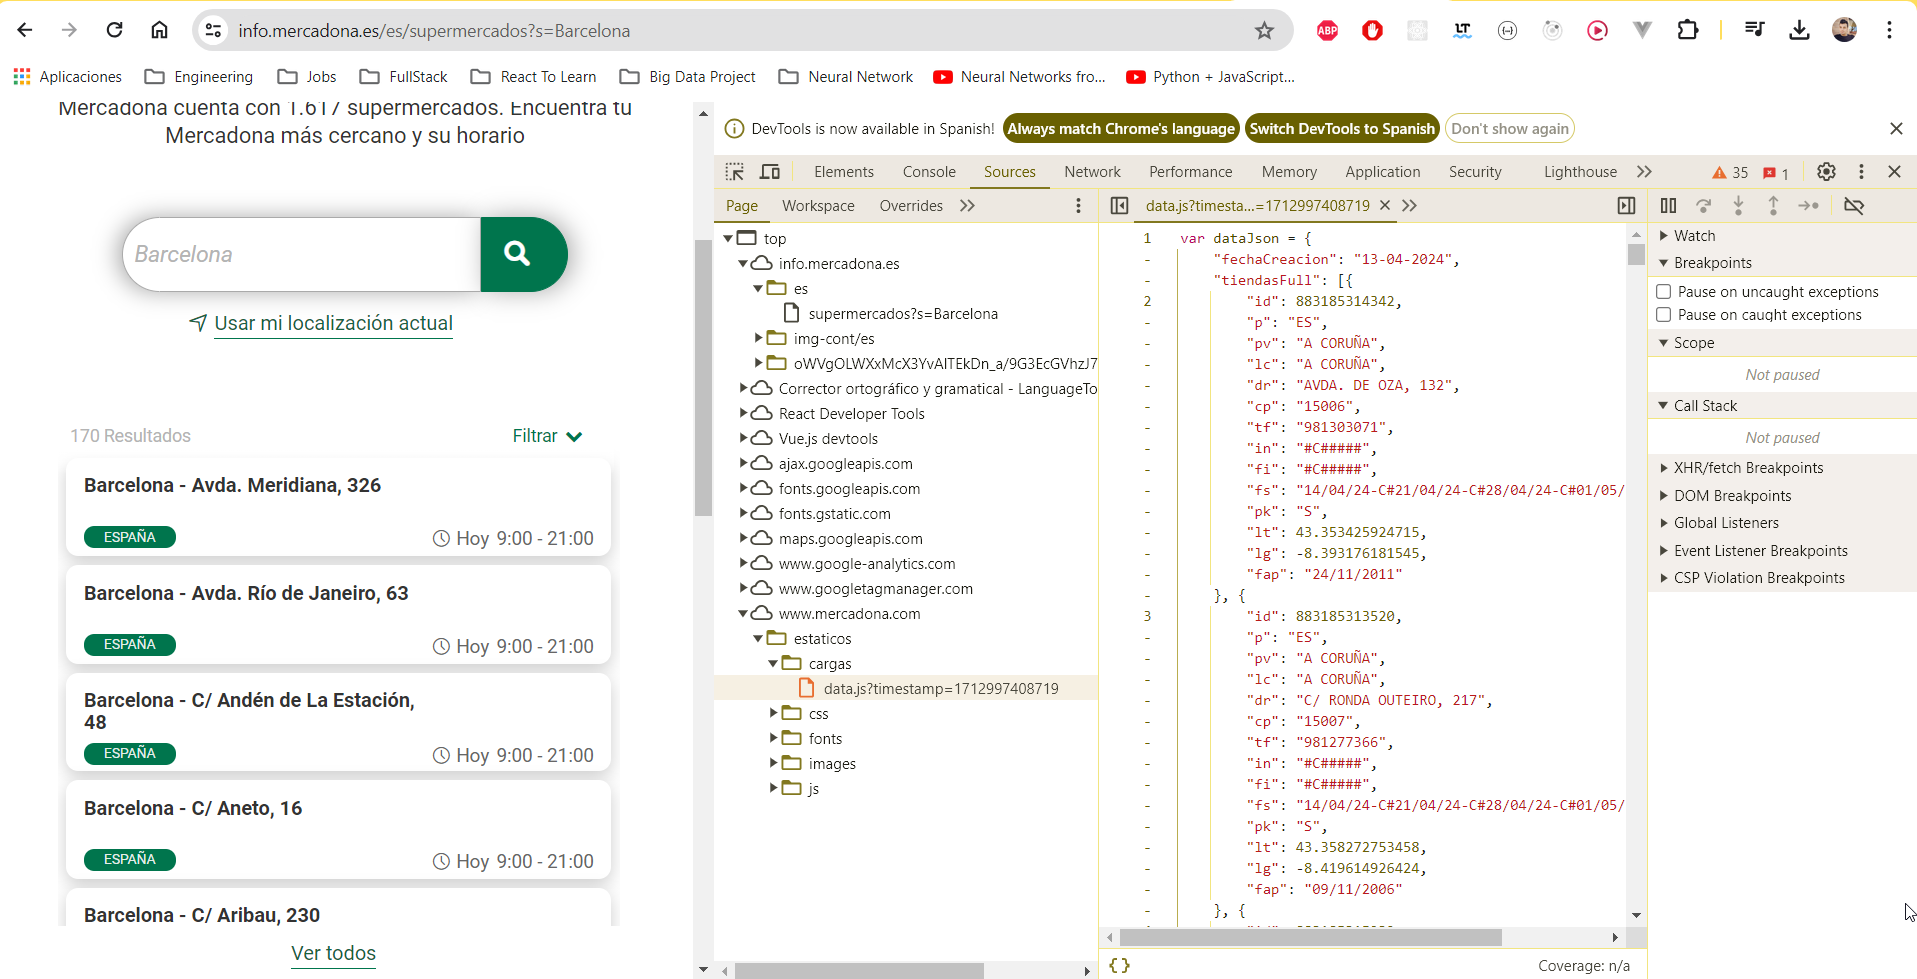 info.mercadona.es/es/supermercados?s=Barcelona
ABP
LT
Aplicaciones
Engineering
Jobs
FullStack
React To Learn
Big Data Project
Neural Network
Neural Networks fro...
Python + JavaScript...
Mercadona cuenta con 1.617 supermercados. Encuentra tu
Mercadona más cercano y su horario
Barcelona
Usar mi localización actual
170 Resultados
Filtrar
Barcelona - Avda. Meridiana, 326
ESPAÑA
Hoy 9:00 - 21:00
Barcelona - Avda. Río de Janeiro, 63
ESPAÑA
Hoy 9:00 - 21:00
Barcelona - C/ Andén de La Estación,
48
ESPAÑA
Hoy 9:00 - 21:00
Barcelona - C/ Aneto, 16
ESPAÑA
Hoy 9:00 - 21:00
Barcelona - C/ Aribau, 230
Ver todos
DevTools is now available in Spanish!
Always match Chrome's language
Switch DevTools to Spanish
Don't show again
Elements
Console
Sources
Network
Performance
Memory
Application
Security
Lighthouse
35
1
Page
Workspace
Overrides
top
info.mercadona.es
es
supermercados?s=Barcelona
img-cont/es
oWVgOLWXxMcX3YvAITEkDn_a/9G3EcGVhzJ7
Corrector ortográfico y gramatical - LanguageTo
React Developer Tools
Vue.js devtools
ajax.googleapis.com
fonts.googleapis.com
fonts.gstatic.com
maps.googleapis.com
www.google-analytics.com
www.googletagmanager.com
www.mercadona.com
estaticos
cargas
data.js?timestamp=1712997408719
css
fonts
images
js
data.js?timesta...=1712997408719
1 var dataJson = {
- "fechaCreacion": "13-04-2024",
- "tiendasFull": [{
2 "id": 883185314342,
- "p": "ES",
- "pv": "A CORUÑA",
- "lc": "A CORUÑA",
- "dr": "AVDA. DE OZA, 132",
- "cp": "15006",
- "tf": "981303071",
- "in": "#C#####",
- "fi": "#C#####",
- "fs": "14/04/24-C#21/04/24-C#28/04/24-C#01/05/
- "pk": "S",
- "lt": 43.353425924715,
- "lg": -8.393176181545,
- "fap": "24/11/2011"
- }, {
3 "id": 883185313520,
- "p": "ES",
- "pv": "A CORUÑA",
- "lc": "A CORUÑA",
- "dr": "C/ RONDA OUTEIRO, 217",
- "cp": "15007",
- "tf": "981277366",
- "in": "#C#####",
- "fi": "#C#####",
- "fs": "14/04/24-C#21/04/24-C#28/04/24-C#01/05/
- "pk": "S",
- "lt": 43.358272753458,
- "lg": -8.419614926424,
- "fap": "09/11/2006"
- }, {
{}
Coverage: n/a
Watch
Breakpoints
Pause on uncaught exceptions
Pause on caught exceptions
Scope
Not paused
Call Stack
Not paused
XHR/fetch Breakpoints
DOM Breakpoints
Global Listeners
Event Listener Breakpoints
CSP Violation Breakpoints